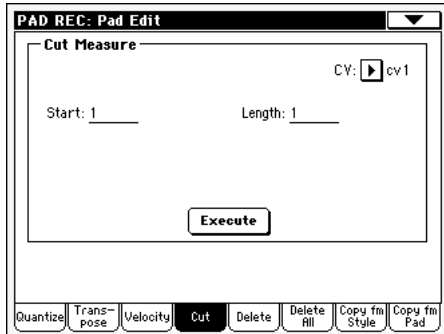 PAD REC: Pad Edit
Cut Measure
CV: cv1
Start: 1 Length: 1
Execute
Quantize Trans- pose Velocity Cut Delete Delete All Copy fm Style Copy fm Pad